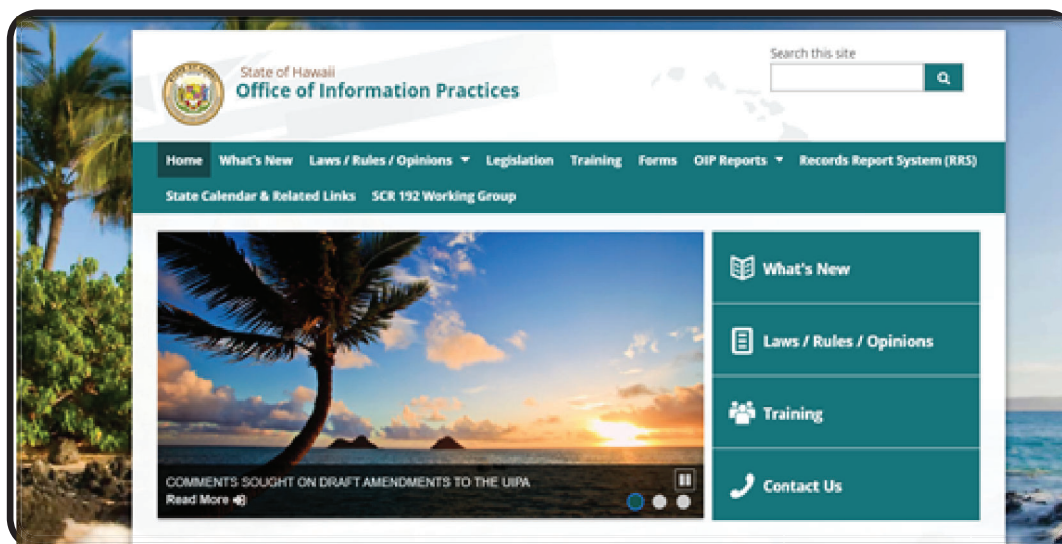 State of Hawaii
Office of Information Practices
Search this site
Home What's New Laws / Rules / Opinions Legislation Training Forms OIP Reports Records Report System (RRS)
State Calendar & Related Links SCR 192 Working Group
What's New
Laws / Rules / Opinions
Training
Contact Us
COMMENTS SOUGHT ON DRAFT AMENDMENTS TO THE UIPA
Read More